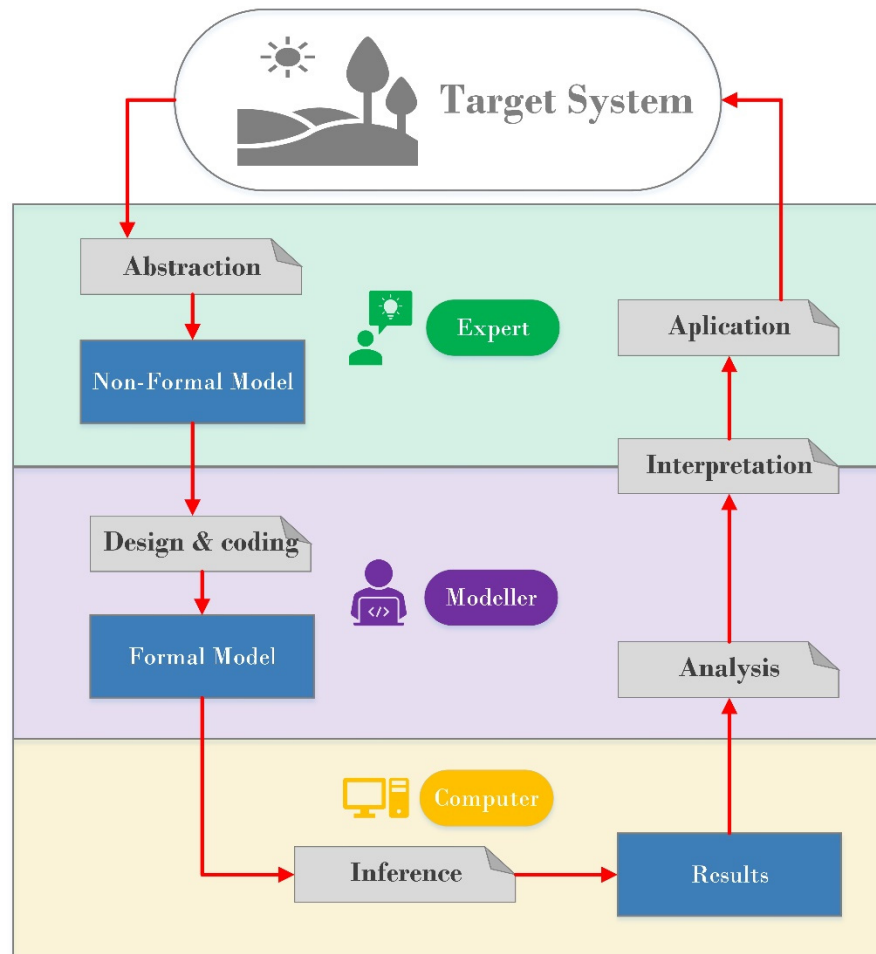 Target System
Abstraction
Expert
Aplication
Non-Formal Model
Interpretation
Design & coding
</>
Modeller
Formal Model
Analysis
Computer
Inference
Results